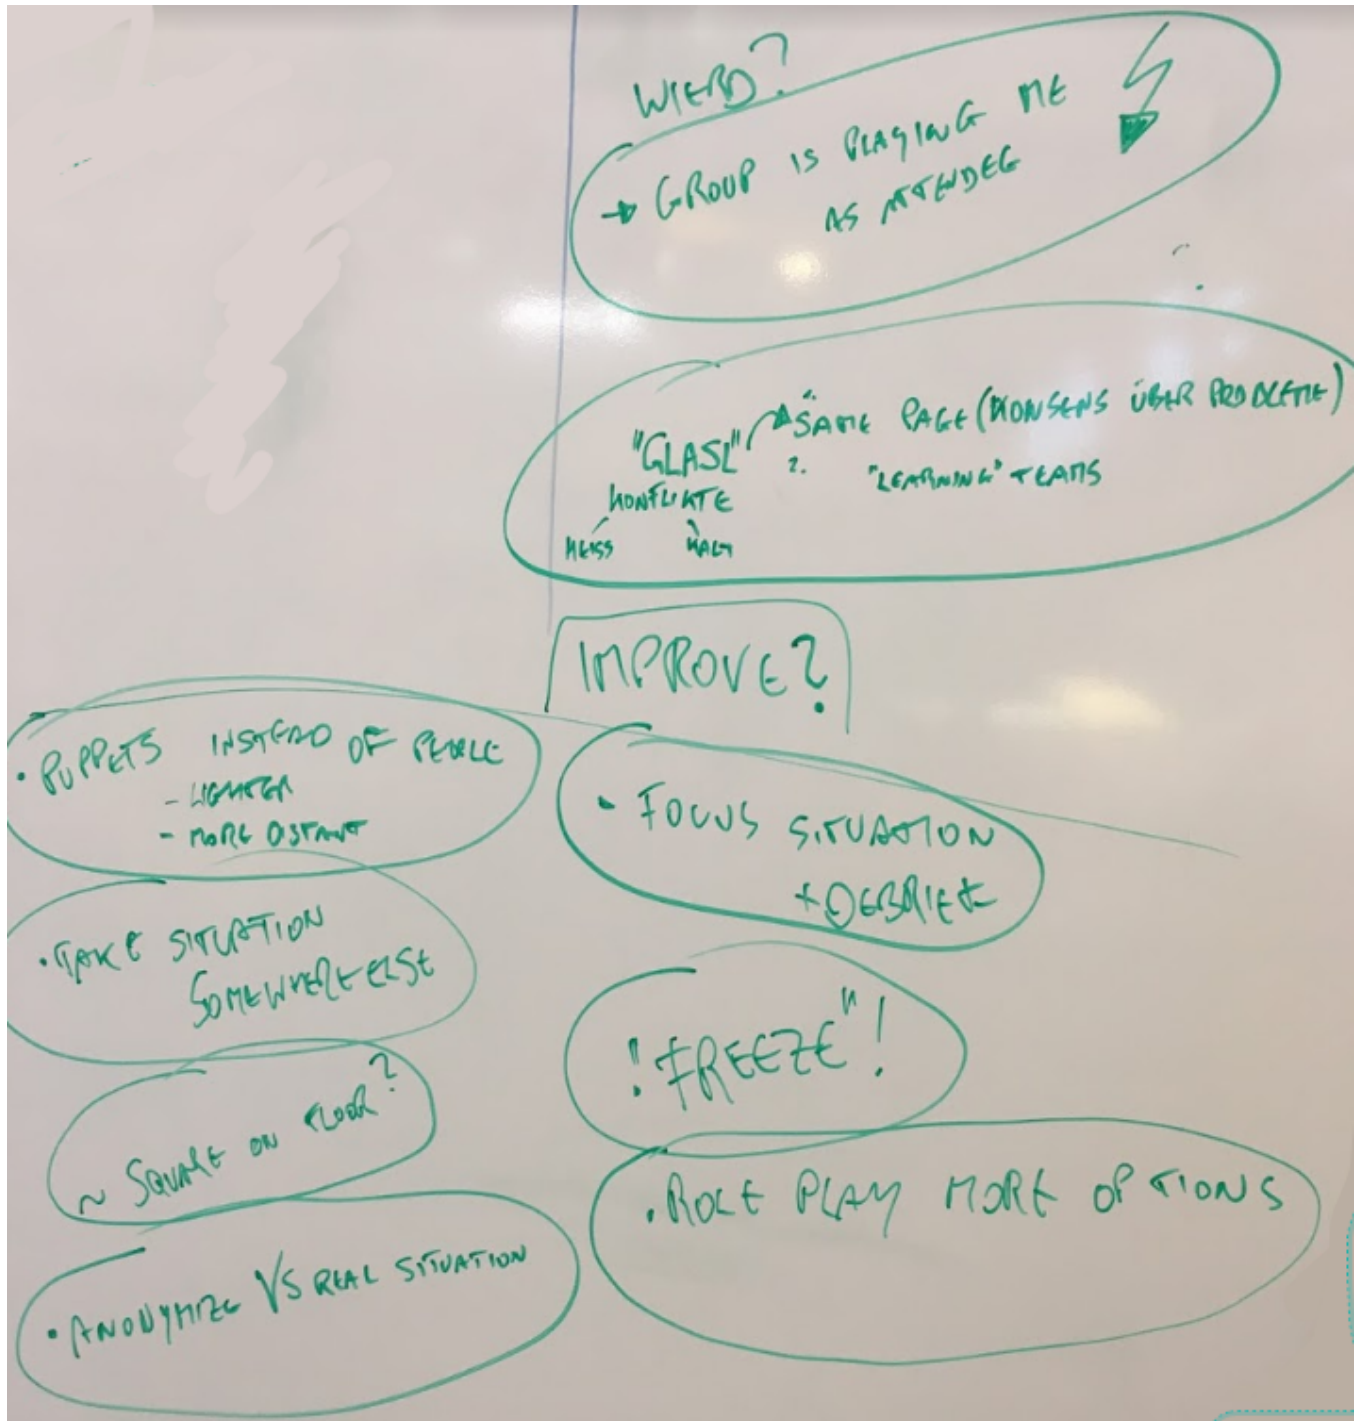 WIERD?
→ GROUP IS PLAYING ME
AS ATTENDEE
"GLASL" 1. SAME PAGE (KONSENS ÜBER PROBLEME)
2. "LEARNING" TEAMS
KONFLIKTE
HEISS KALT
IMPROVE?
• PUPPETS INSTEAD OF PEOPLE
- LIGHTER
- MORE DISTANT
• TAKE SITUATION
SOMEWHERE ELSE
~ SQUARE ON FLOOR?
• ANONYMIZE VS REAL SITUATION
- FOCUS SITUATION
+ DEBRIEF
! FREEZE" !
• ROLE PLAY MORE OPTIONS